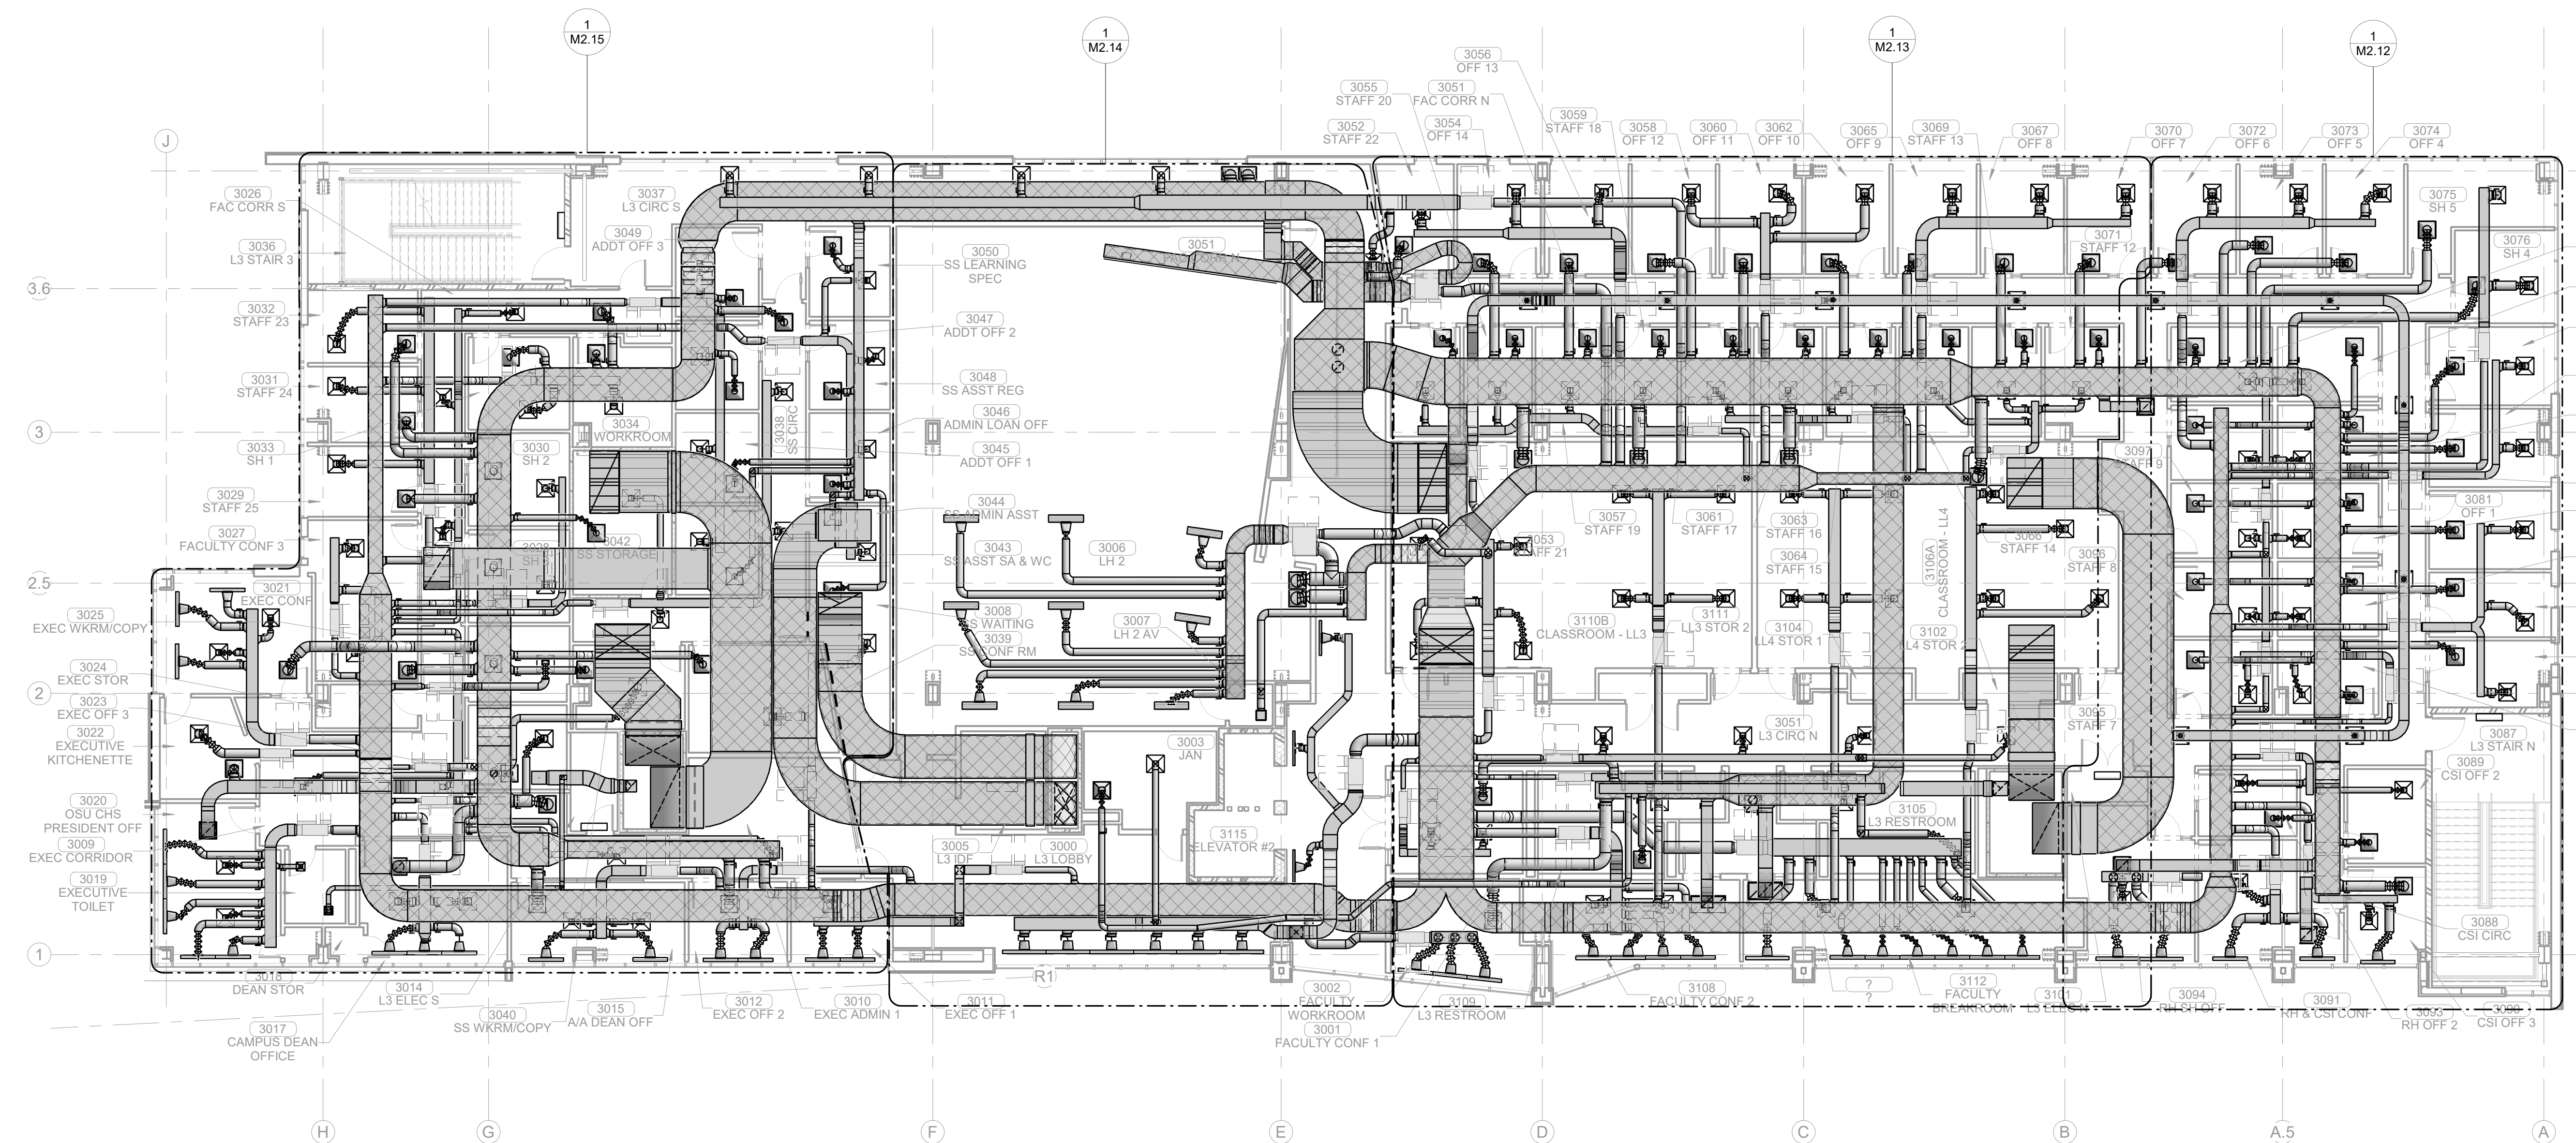 1
M2.15
1
M2.14
1
M2.13
1
M2.12
3056
OFF 13
3055
STAFF 20
3051
FAC CORR N
3052
STAFF 22
3054
OFF 14
3059
STAFF 18
3058
OFF 12
3060
OFF 11
3062
OFF 10
3065
OFF 9
3069
STAFF 13
3067
OFF 8
3070
OFF 7
3072
OFF 6
3073
OFF 5
3074
OFF 4
J
3026
FAC CORR S
3037
L3 CIRC S
3036
L3 STAIR 3
3049
ADDT OFF 3
3050
SS LEARNING
SPEC
3051
3071
STAFF 12
3075
SH 5
3076
SH 4
3.6
3032
STAFF 23
3047
ADDT OFF 2
3031
STAFF 24
3048
SS ASST REG
3034
WORKROOM
3038
SS CIRC
3046
ADMIN LOAN OFF
3
3033
SH 1
3030
SH 2
3045
ADDT OFF 1
3097
STAFF 9
3029
STAFF 25
3044
SS ADMIN ASST
3027
FACULTY CONF 3
3042
SS STORAGE
3043
SS ASST SA & WC
3006
LH 2
3053
STAFF 21
3057
STAFF 19
3061
STAFF 17
3063
STAFF 16
3064
STAFF 15
3106A
CLASSROOM - LL4
3066
STAFF 14
3096
STAFF 8
3081
OFF 1
2.5
3021
EXEC CONF
3025
EXEC WKRM/COPY
3008
SS WAITING
3039
SS CONF RM
3007
LH 2 AV
3110B
CLASSROOM - LL3
3111
LL3 STOR 2
3104
LL4 STOR 1
3102
LL4 STOR 2
3024
EXEC STOR
2
3023
EXEC OFF 3
3022
EXECUTIVE
KITCHENETTE
3003
JAN
3051
L3 CIRC N
3095
STAFF 7
3087
L3 STAIR N
3089
CSI OFF 2
3020
OSU CHS
PRESIDENT OFF
3009
EXEC CORRIDOR
3019
EXECUTIVE
TOILET
3005
L3 IDF
3000
L3 LOBBY
3115
ELEVATOR #2
3105
L3 RESTROOM
3088
CSI CIRC
1
3018
DEAN STOR
3014
L3 ELEC S
3040
SS WKRM/COPY
3015
A/A DEAN OFF
3012
EXEC OFF 2
3010
EXEC ADMIN 1
3011
EXEC OFF 1
R1
3002
FACULTY
WORKROOM
3001
FACULTY CONF 1
3109
L3 RESTROOM
3108
FACULTY CONF 2
?
?
3112
FACULTY
BREAKROOM
3101
L3 ELEC N
3094
RH SH OFF
3091
RH & CSI CONF
3093
RH OFF 2
3090
CSI OFF 3
3017
CAMPUS DEAN
OFFICE
H
G
F
E
D
C
B
A.5
A